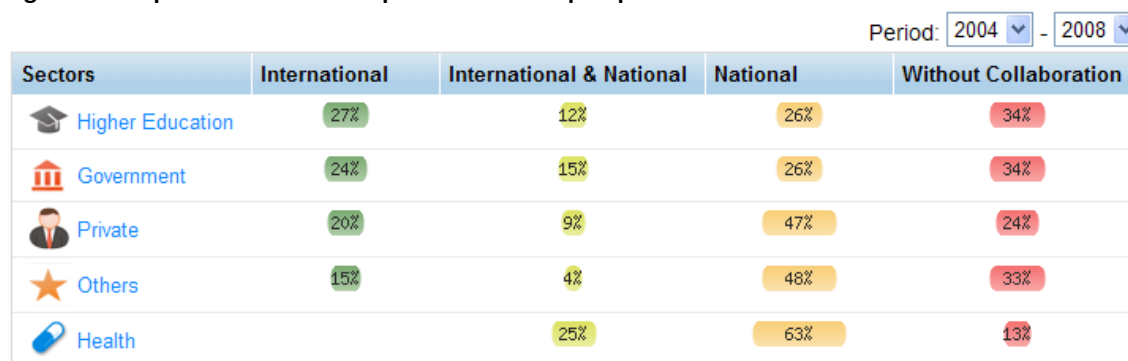 Period: 2004 - 2008
Sectors International International & National National Without Collaboration
Higher Education 27% 12% 26% 34%
Government 24% 15% 26% 34%
Private 20% 9% 47% 24%
Others 15% 4% 48% 33%
Health 25% 63% 13%